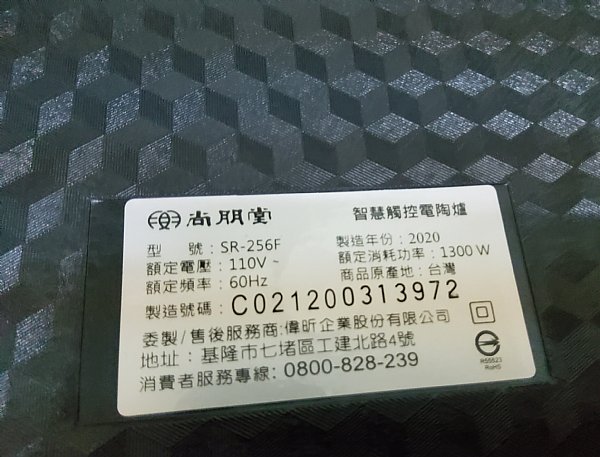 尚朋堂 智慧觸控電陶爐
型 號：SR-256F 製造年份：2020
額定電壓：110V～ 額定消耗功率：1300W
額定頻率：60Hz 商品原產地：台灣
製造號碼：C021200313972
委製/售後服務商：偉昕企業股份有限公司
地址：基隆市七堵區工建北路4號
消費者服務專線：0800-828-239
RoHS